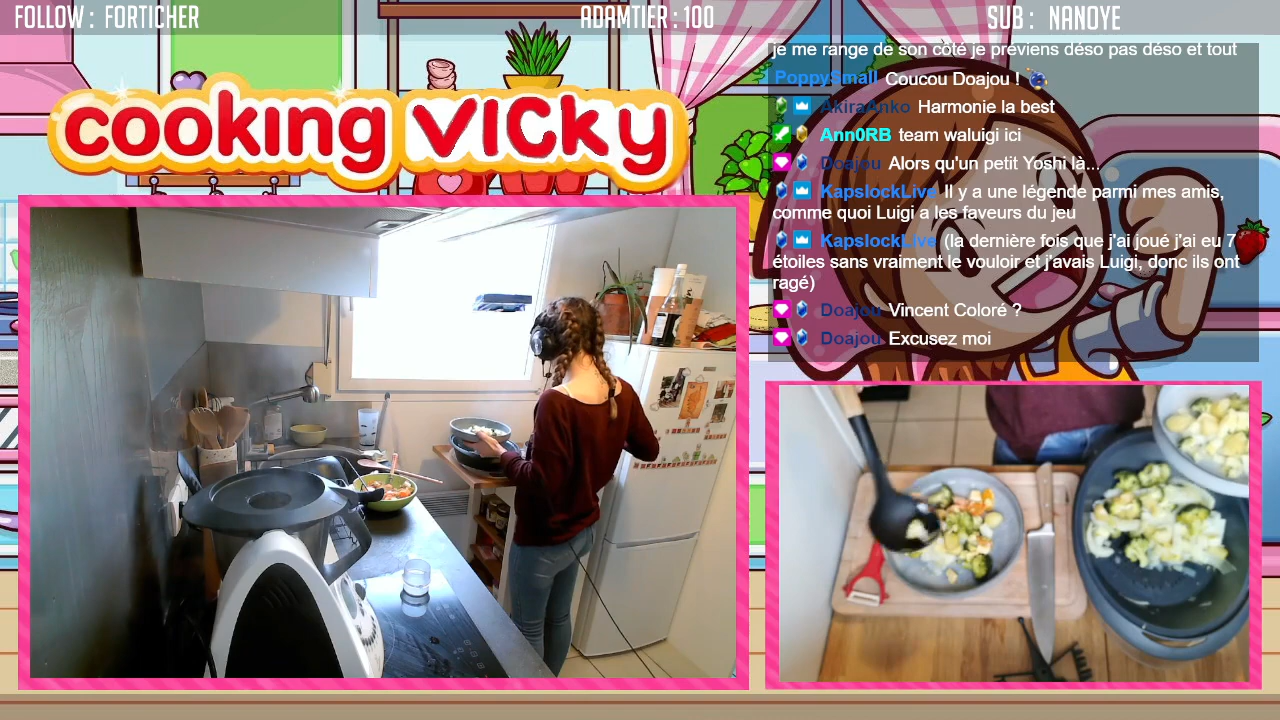 FOLLOW : FORTICHER
ADAMTIER : 100
SUB : NANOYE
cooking VICky
je me range de son côté je préviens déso pas déso et tout
PoppySmall Coucou Doajou !
AkiraAnko Harmonie la best
Ann0RB team waluigi ici
Doajou Alors qu'un petit Yoshi là...
KapslockLive Il y a une légende parmi mes amis,
comme quoi Luigi a les faveurs du jeu
KapslockLive (la dernière fois que j'ai joué j'ai eu 7
étoiles sans vraiment le vouloir et j'avais Luigi, donc ils ont
ragé)
Doajou Vincent Coloré ?
Doajou Excusez moi